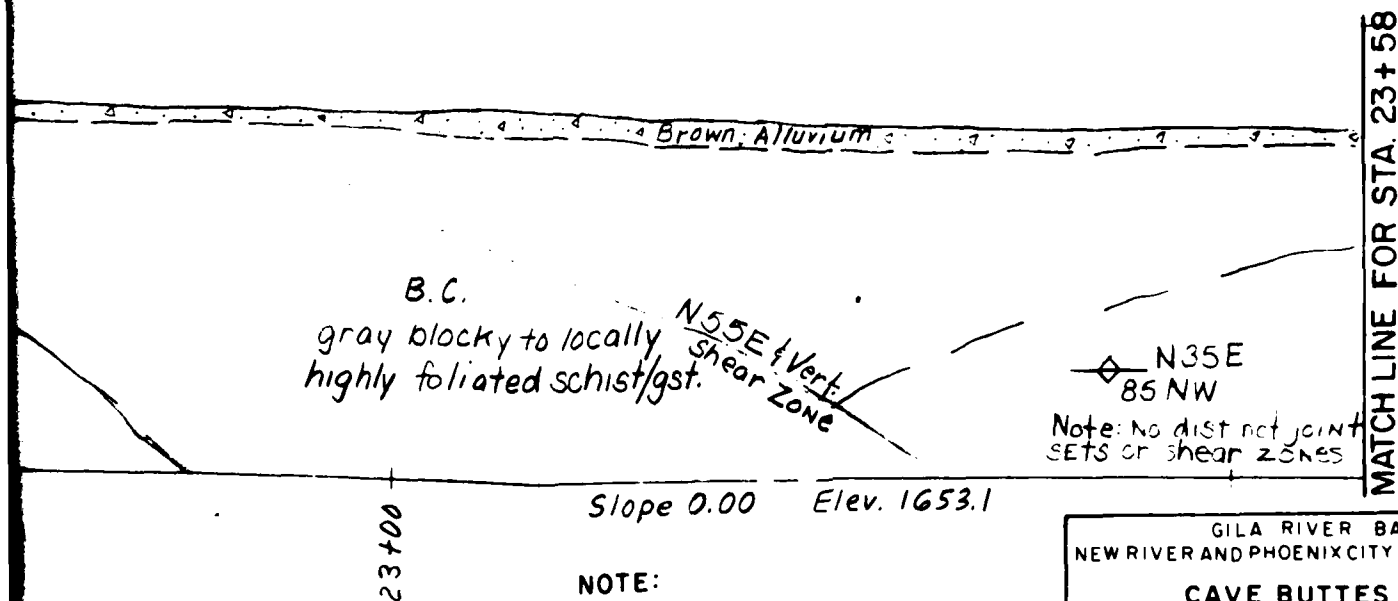 MATCH LINE FOR STA. 23+58
Brown, Alluvium
B.C.
gray blocky to locally
highly foliated schist/gst.
N55E & Vert.
Shear Zone
N35E
85 NW
Note: No distinct joint
SETS or shear zones
Slope 0.00 Elev. 1653.1
23+00
NOTE:
GILA RIVER BA
NEW RIVER AND PHOENIX CITY
CAVE BUTTES